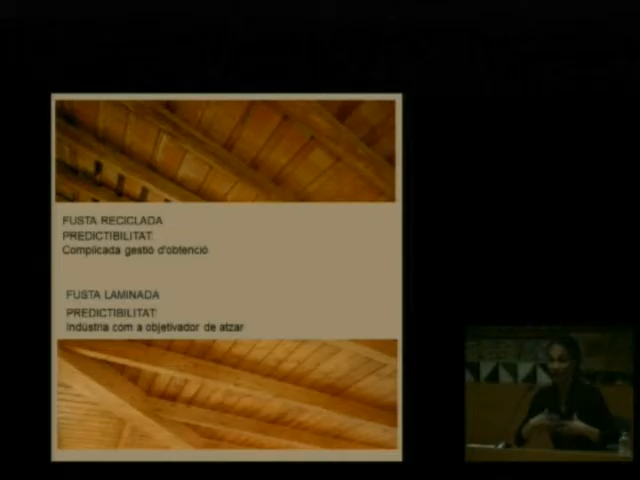 FUSTA RECICLADA
PREDICTIBILITAT:
Complicada gestió d'obtenció
FUSTA LAMINADA
PREDICTIBILITAT:
Indústria com a objetivador de atzar